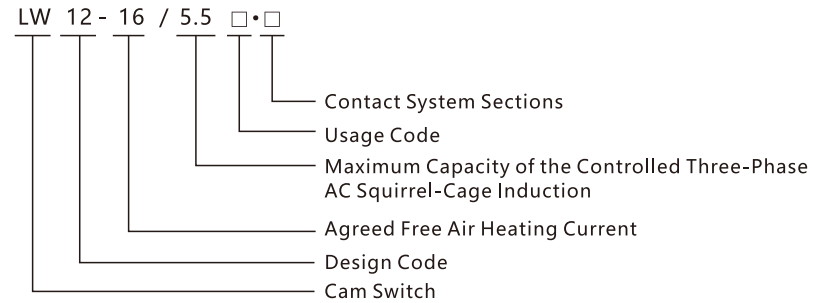 LW 12 - 16 / 5.5 □·□
Contact System Sections
Usage Code
Maximum Capacity of the Controlled Three-Phase
AC Squirrel-Cage Induction
Agreed Free Air Heating Current
Design Code
Cam Switch